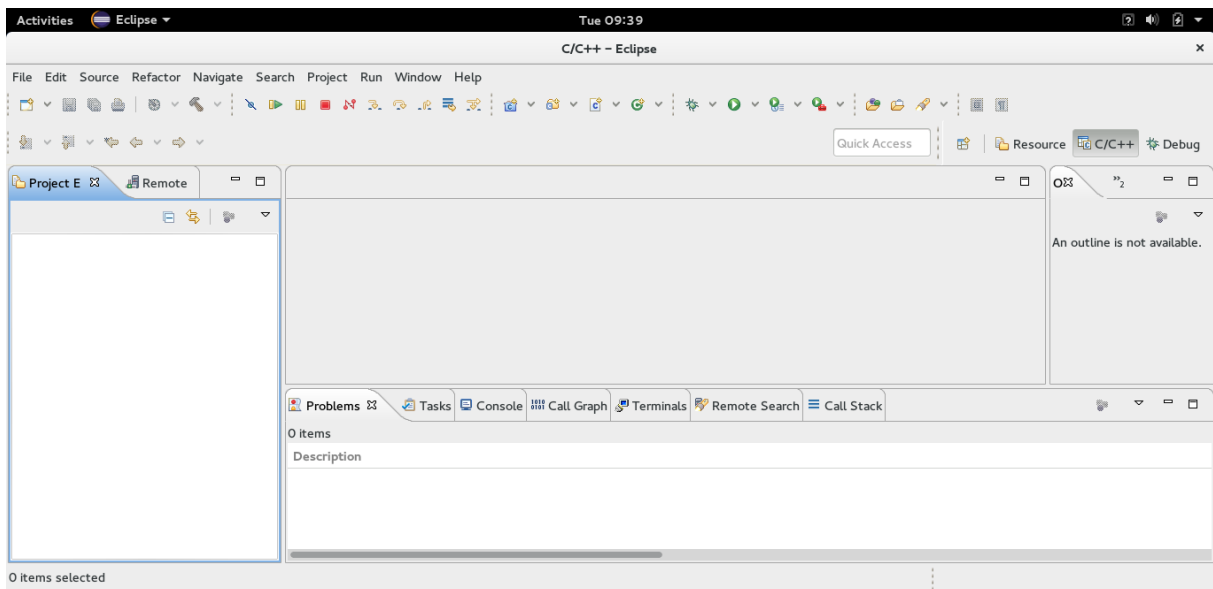 Activities Eclipse Tue 09:39
C/C++ – Eclipse
File Edit Source Refactor Navigate Search Project Run Window Help
Quick Access Resource C/C++ Debug
Project E Remote O »2
An outline is not available.
Problems Tasks Console Call Graph Terminals Remote Search Call Stack
0 items
Description
0 items selected